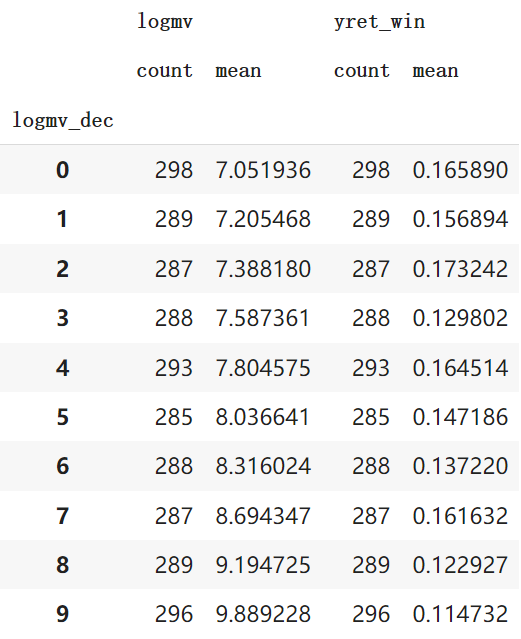 logmv yret_win
count mean count mean
logmv_dec
0 298 7.051936 298 0.165890
1 289 7.205468 289 0.156894
2 287 7.388180 287 0.173242
3 288 7.587361 288 0.129802
4 293 7.804575 293 0.164514
5 285 8.036641 285 0.147186
6 288 8.316024 288 0.137220
7 287 8.694347 287 0.161632
8 289 9.194725 289 0.122927
9 296 9.889228 296 0.114732